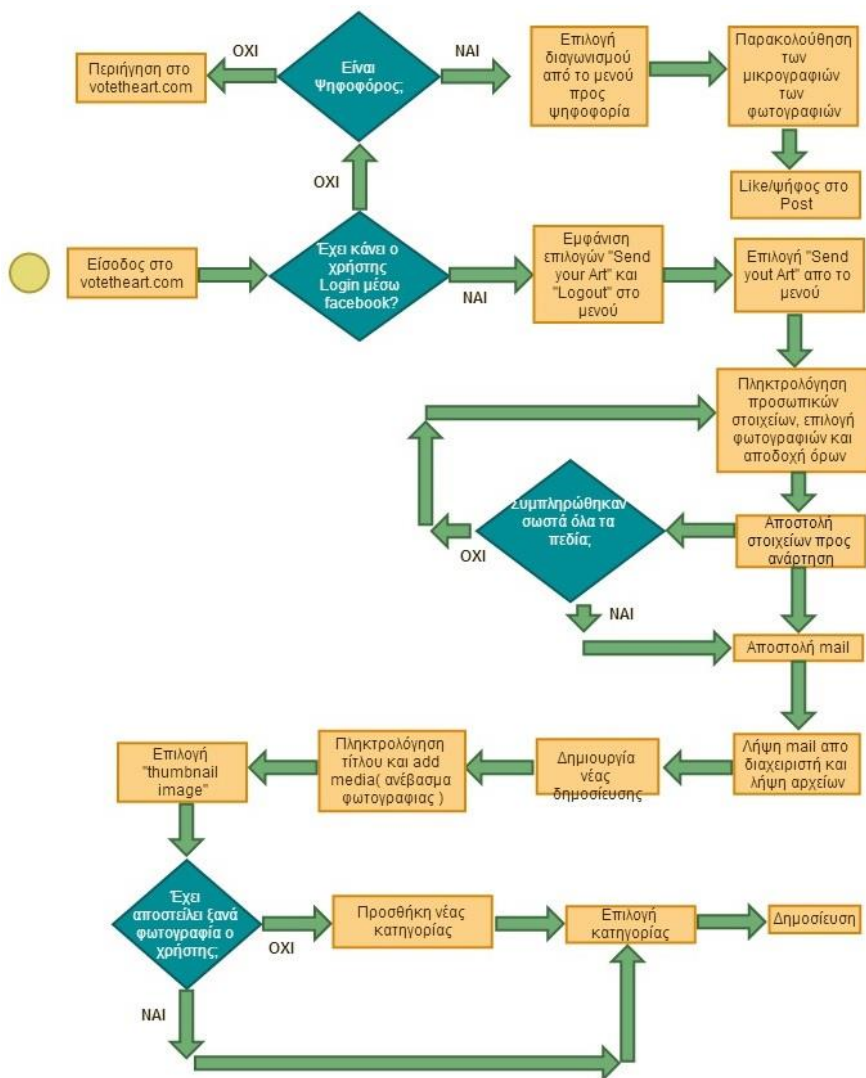 ΟΧΙ
ΝΑΙ
Περιήγηση στο
votetheart.com
Είναι
Ψηφοφόρος;
Επιλογή
διαγωνισμού
από το μενού
προς
ψηφοφορία
Παρακολούθηση
των
μικρογραφιών
των
φωτογραφιών
ΟΧΙ
Like/ψήφος στο
Post
Είσοδος στο
votetheart.com
Έχει κάνει ο
χρήστης
Login μέσω
facebook?
ΝΑΙ
Εμφάνιση
επιλογών "Send
your Art" και
"Logout" στο
μενού
Επιλογή "Send
yout Art" απο το
μενού
Πληκτρολόγηση
προσωπικών
στοιχείων, επιλογή
φωτογραφιών και
αποδοχή όρων
Συμπληρώθηκαν
σωστά όλα τα
πεδία;
ΟΧΙ
Αποστολή
στοιχείων προς
ανάρτηση
ΝΑΙ
Αποστολή mail
Επιλογή
"thumbnail
image"
Πληκτρολόγηση
τίτλου και add
media( ανέβασμα
φωτογραφιας )
Δημιουργία
νέας
δημοσίευσης
Λήψη mail απο
διαχειριστή και
λήψη αρχείων
Έχει
αποστείλει ξανά
φωτογραφία ο
χρήστης;
ΟΧΙ
Προσθήκη νέας
κατηγορίας
Επιλογή
κατηγορίας
Δημοσίευση
ΝΑΙ